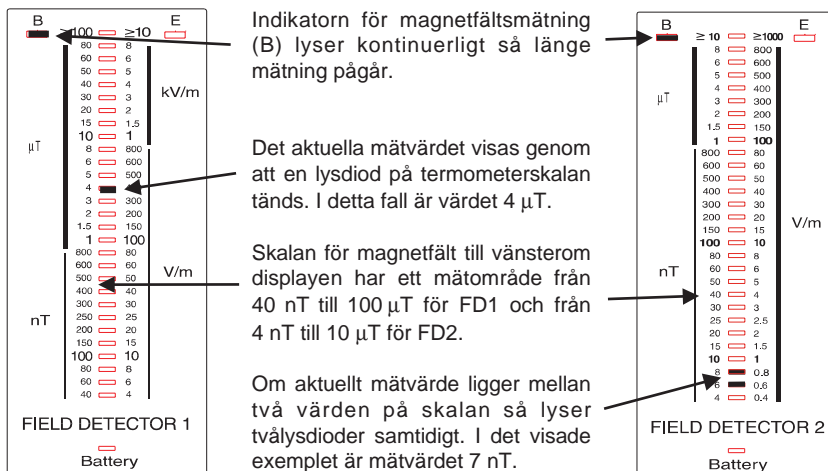 B E
≥100 ≥10
80 8
60 6
50 5
40 4
30 3
20 2
15 1.5
10 1
8 800
6 600
5 500
4
3 300
2 200
1.5 150
1 100
800 80
600 60
500 50
400 40
300 30
250 25
200 20
150 15
100 10
80 8
60 6
40 4
kV/m
µT
V/m
nT
FIELD DETECTOR 1
Battery
Indikatorn för magnetfältsmätning
(B) lyser kontinuerligt så länge
mätning pågår.
Det aktuella mätvärdet visas genom
att en lysdiod på termometerskalan
tänds. I detta fall är värdet 4 µT.
Skalan för magnetfält till vänsterom
displayen har ett mätområde från
40 nT till 100 µT för FD1 och från
4 nT till 10 µT för FD2.
Om aktuellt mätvärde ligger mellan
två värden på skalan så lyser
tvålysdioder samtidigt. I det visade
exemplet är mätvärdet 7 nT.
B E
≥ 10 ≥1000
8 800
6 600
5 500
4 400
3 300
2 200
1.5 150
1 100
800 80
600 60
500 50
400 40
300 30
200 20
150 15
100 10
80 8
60 6
50 5
40 4
30 3
25 2.5
20 2
15 1.5
10 1
8 0.8
6 0.6
4 0.4
µT
V/m
nT
FIELD DETECTOR 2
Battery